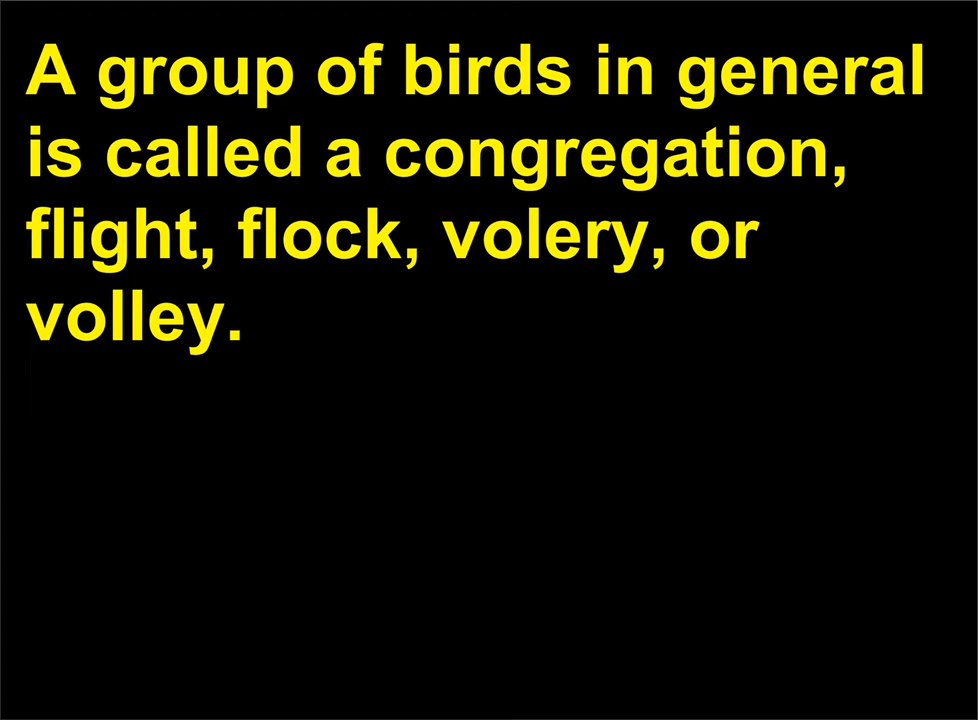 A group of birds in general
is called a congregation,
flight, flock, volery, or
volley.